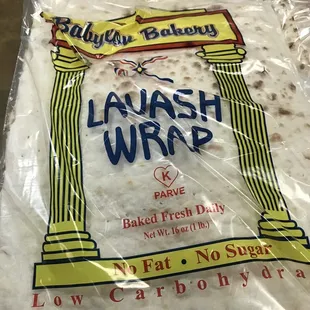 Babylon Bakery
LAVASH
WRAP
K
PARVE
Baked Fresh Daily
Net Wt. 16 oz (1 lb.)
No Fat • No Sugar
Low Carbohydra